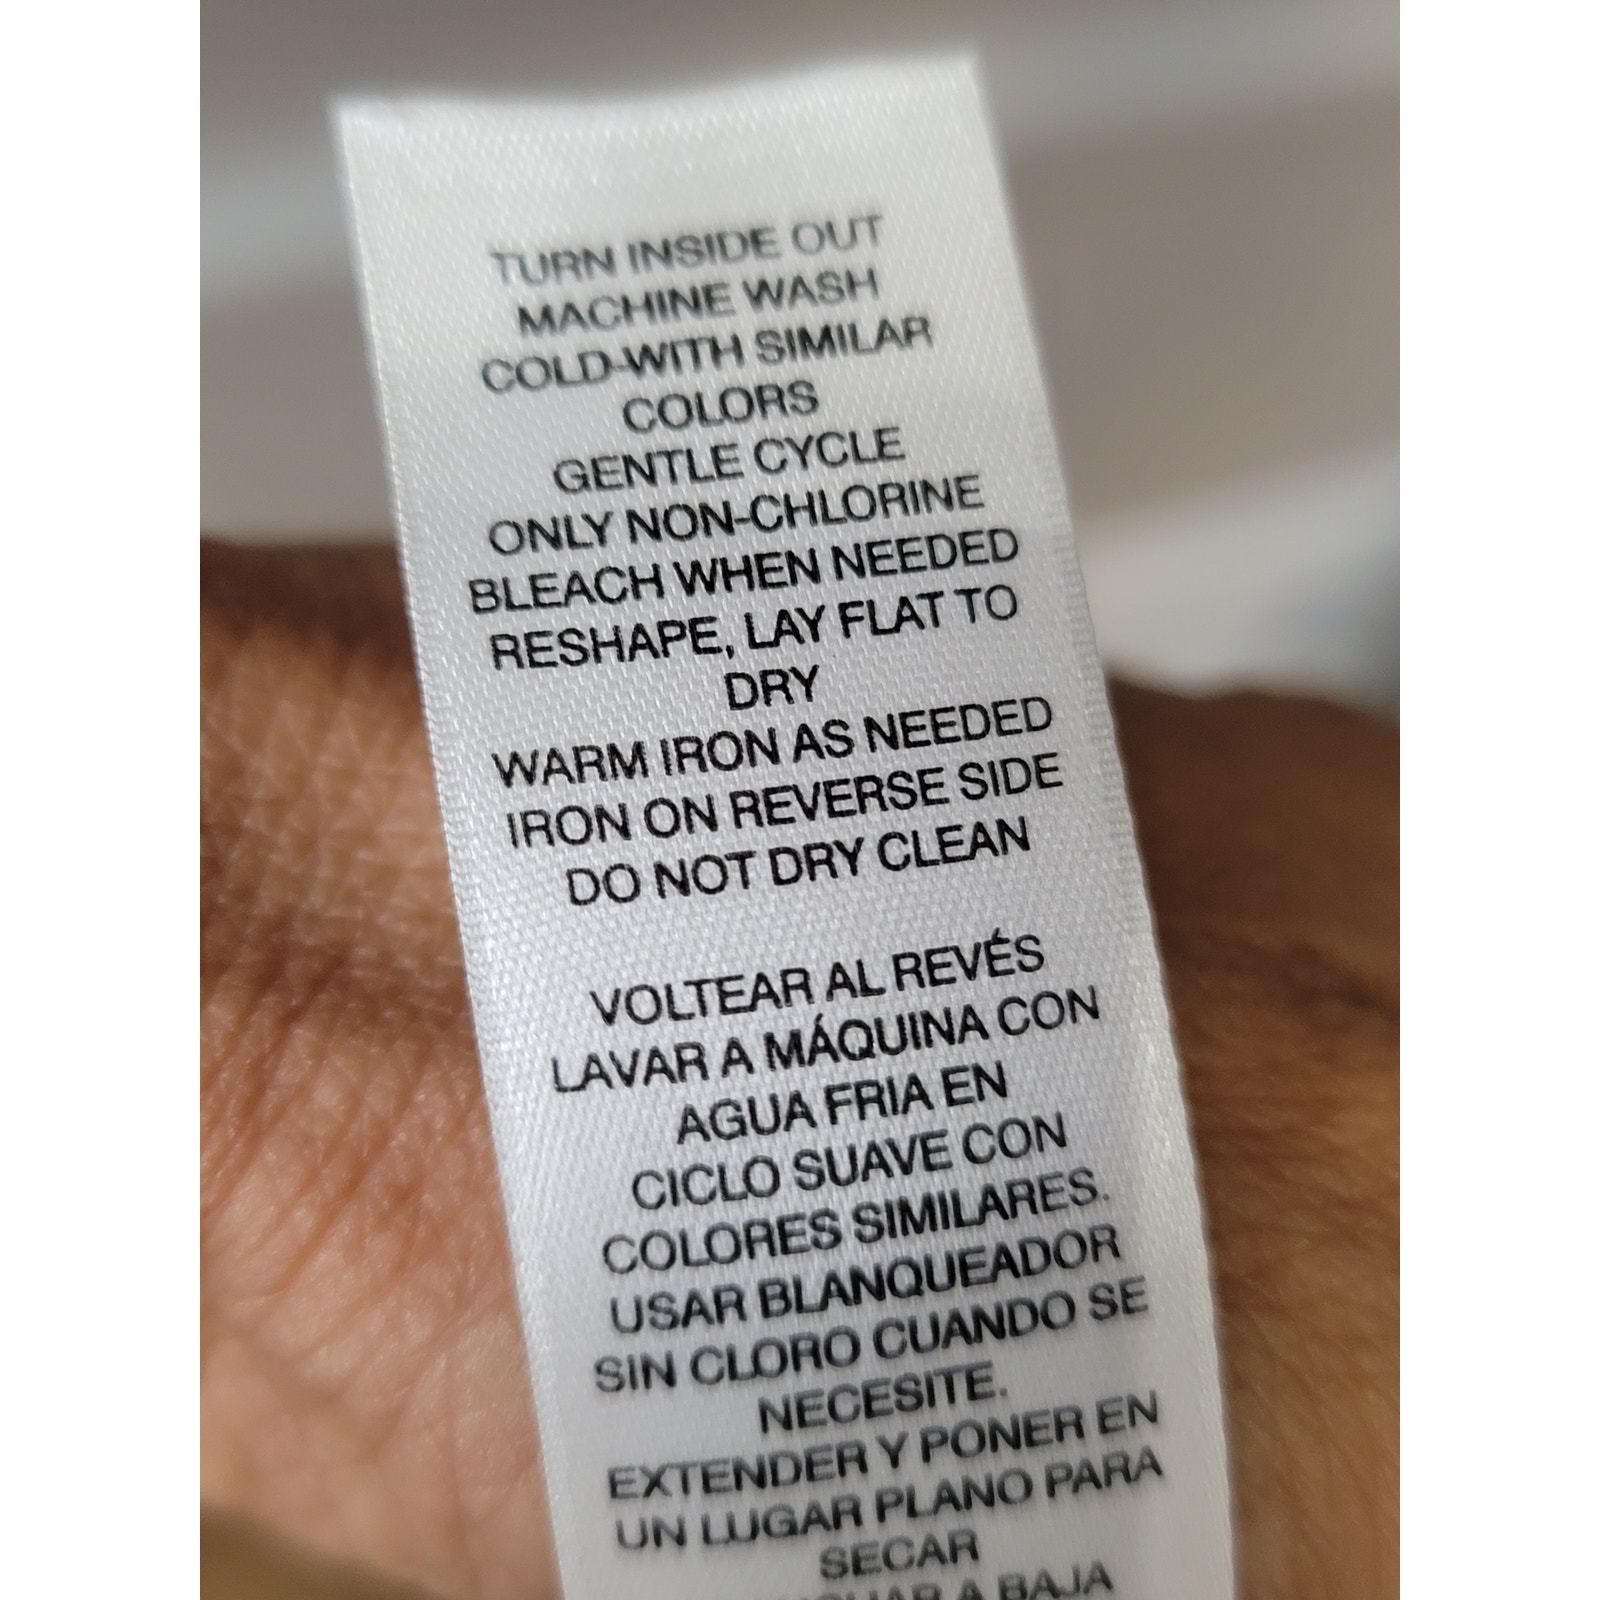 TURN INSIDE OUT
MACHINE WASH
COLD-WITH SIMILAR
COLORS
GENTLE CYCLE
ONLY NON-CHLORINE
BLEACH WHEN NEEDED
RESHAPE, LAY FLAT TO
DRY
WARM IRON AS NEEDED
IRON ON REVERSE SIDE
DO NOT DRY CLEAN
VOLTEAR AL REVÉS
LAVAR A MÁQUINA CON
AGUA FRIA EN
CICLO SUAVE CON
COLORES SIMILARES.
USAR BLANQUEADOR
SIN CLORO CUANDO SE
NECESITE.
EXTENDER Y PONER EN
UN LUGAR PLANO PARA
SECAR
A BAJA